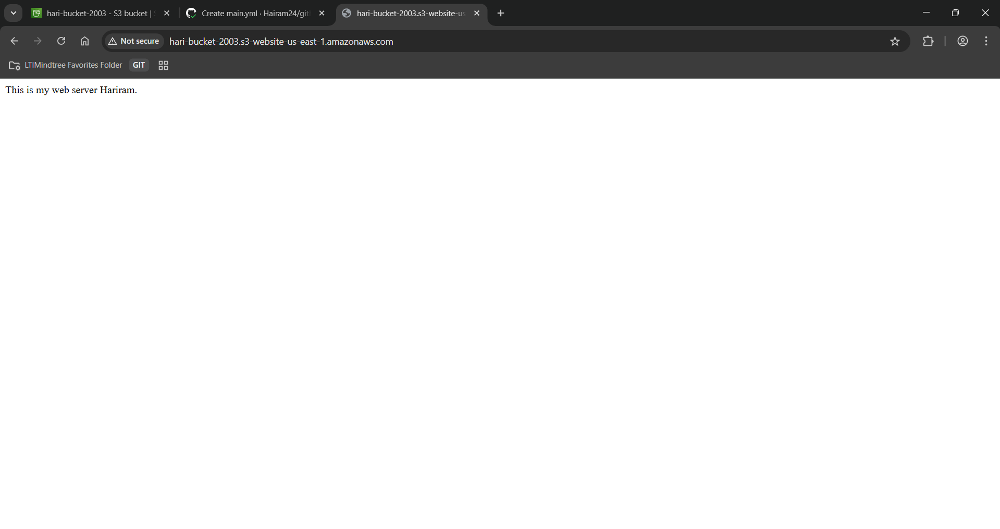 hari-bucket-2003 - S3 bucket |
Create main.yml · Hairam24/git
hari-bucket-2003.s3-website-us
Not secure
hari-bucket-2003.s3-website-us-east-1.amazonaws.com
LTIMindtree Favorites Folder
GIT
This is my web server Hariram.